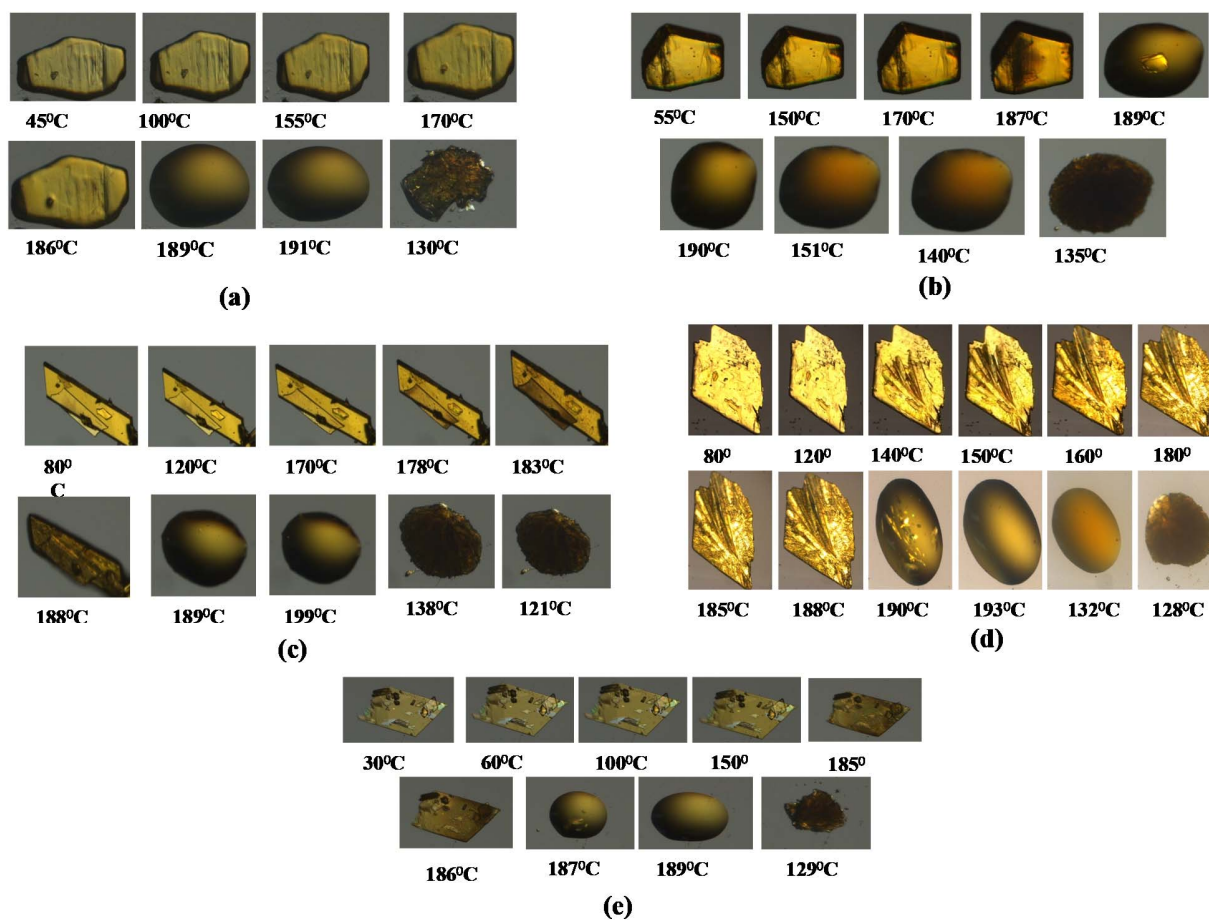 45⁰C 100⁰C 155⁰C 170⁰C
186⁰C 189⁰C 191⁰C 130⁰C
(a)
55⁰C 150⁰C 170⁰C 187⁰C 189⁰C
190⁰C 151⁰C 140⁰C 135⁰C
(b)
80⁰
C
120⁰C 170⁰C 178⁰C 183⁰C
188⁰C 189⁰C 199⁰C 138⁰C 121⁰C
(c)
80⁰ 120⁰ 140⁰C 150⁰C 160⁰ 180⁰
185⁰C 188⁰C 190⁰C 193⁰C 132⁰C 128⁰C
(d)
30⁰C 60⁰C 100⁰C 150⁰ 185⁰
186⁰C 187⁰C 189⁰C 129⁰C
(e)